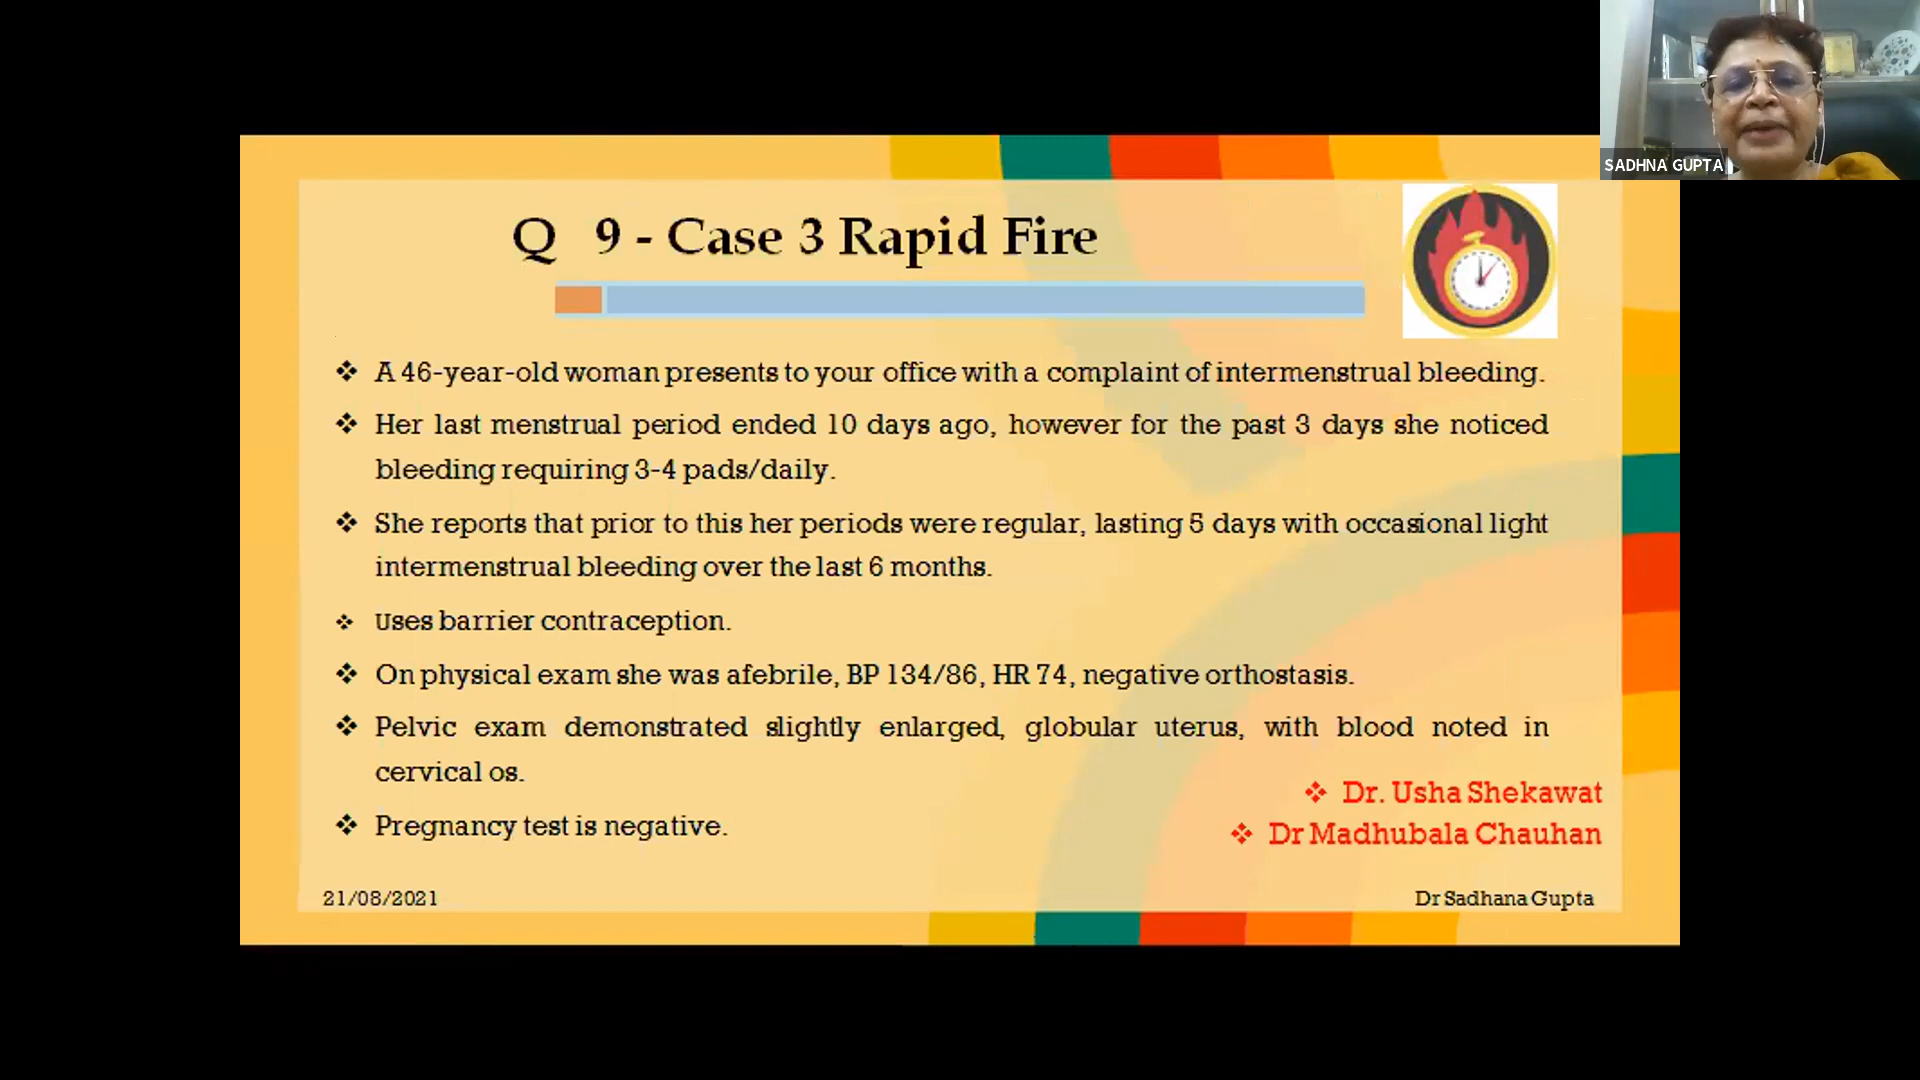 SADHNA GUPTA
Q 9 - Case 3 Rapid Fire
❖ A 46-year-old woman presents to your office with a complaint of intermenstrual bleeding.
❖ Her last menstrual period ended 10 days ago, however for the past 3 days she noticed
bleeding requiring 3-4 pads/daily.
❖ She reports that prior to this her periods were regular, lasting 5 days with occasional light
intermenstrual bleeding over the last 6 months.
❖ Uses barrier contraception.
❖ On physical exam she was afebrile, BP 134/86, HR 74, negative orthostasis.
❖ Pelvic exam demonstrated slightly enlarged, globular uterus, with blood noted in
cervical os.
❖ Pregnancy test is negative.
❖ Dr. Usha Shekawat
❖ Dr Madhubala Chauhan
21/08/2021
Dr Sadhana Gupta